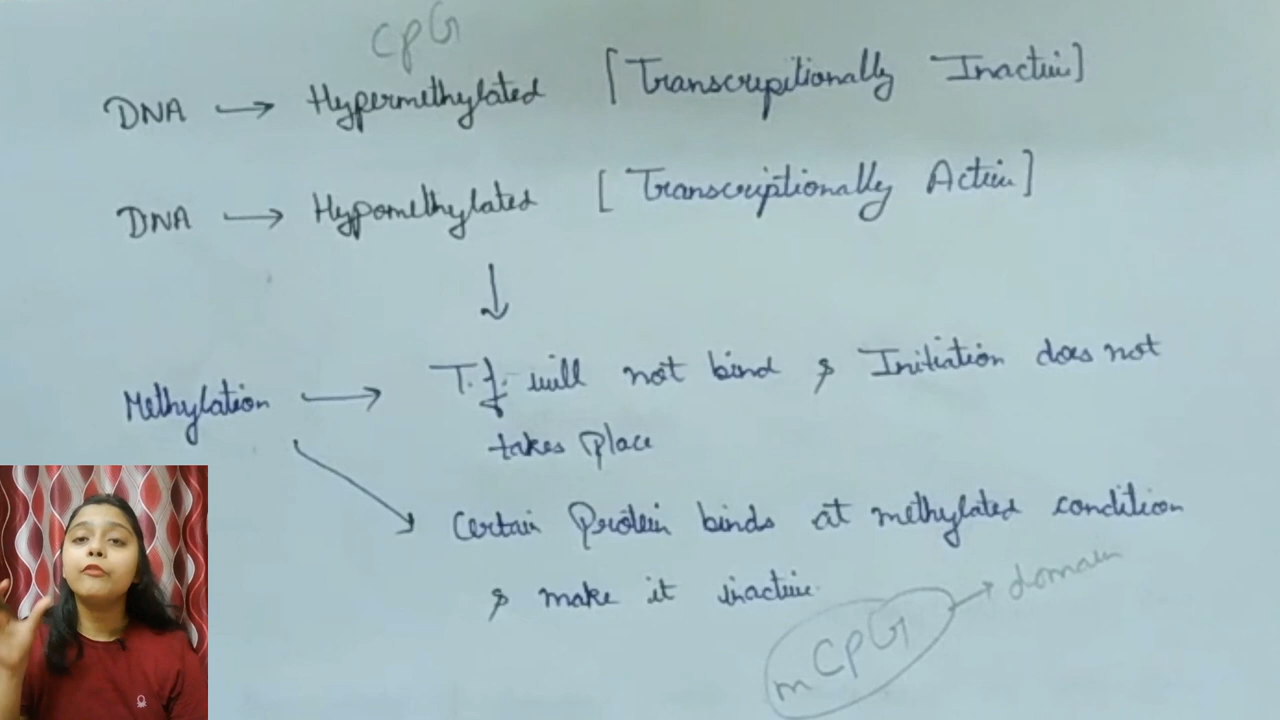 CpG
DNA → Hypermethylated [Transcripitionally Inactive]
DNA → Hypomethylated [Transcriptionally Active]
↓
Methylation → T.f. will not bind & Initiation does not
takes place
Certain Protein binds at methylated condition
& make it inactive.
mCpG → domain